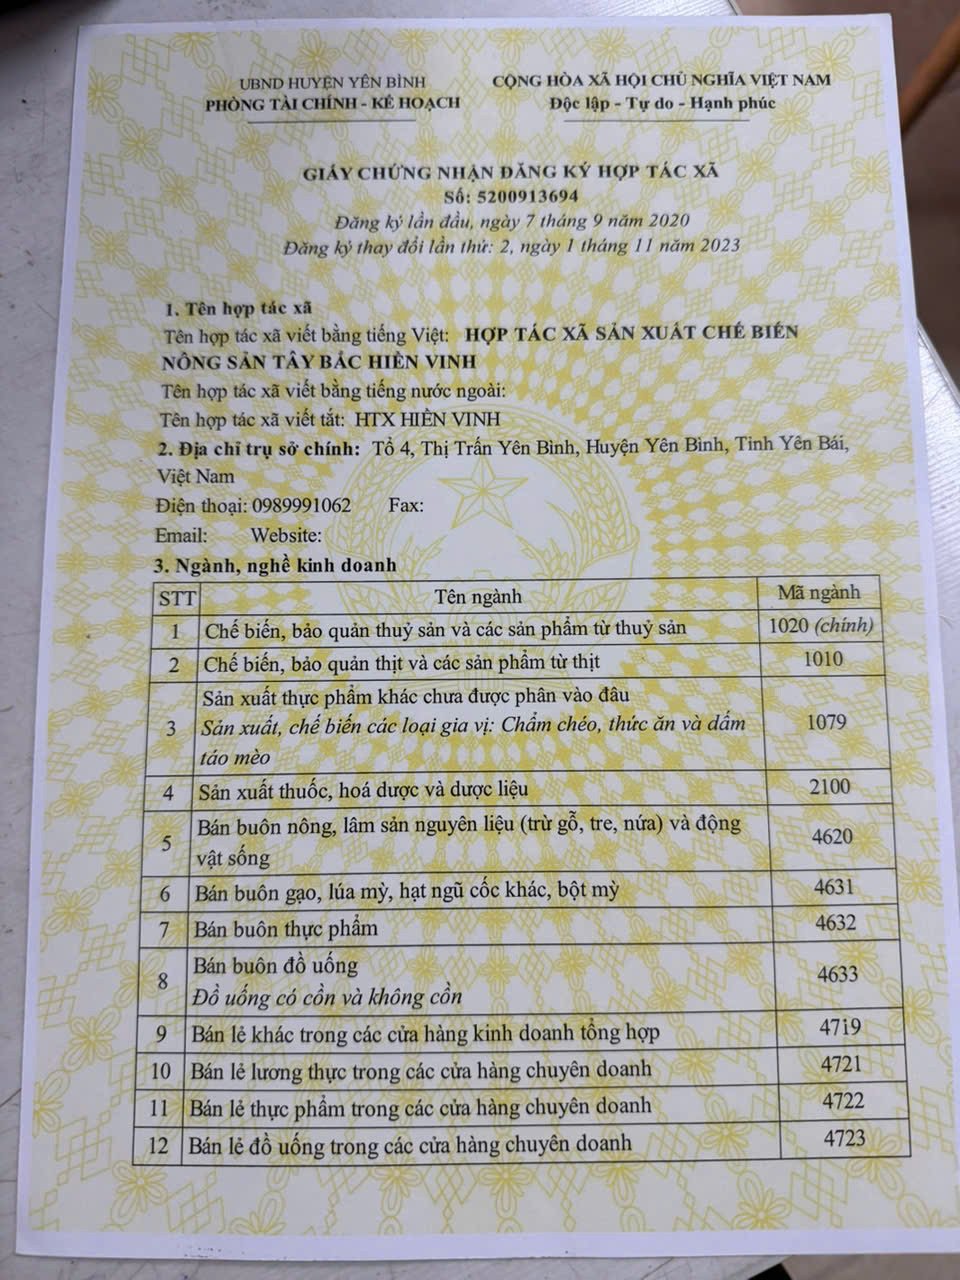 UBND HUYỆN YÊN BÌNH
PHÒNG TÀI CHÍNH - KẾ HOẠCH
CỘNG HÒA XÃ HỘI CHỦ NGHĨA VIỆT NAM
Độc lập - Tự do - Hạnh phúc
GIẤY CHỨNG NHẬN ĐĂNG KÝ HỢP TÁC XÃ
Số: 5200913694
Đăng ký lần đầu, ngày 7 tháng 9 năm 2020
Đăng ký thay đổi lần thứ: 2, ngày 1 tháng 11 năm 2023
1. Tên hợp tác xã
Tên hợp tác xã viết bằng tiếng Việt: HỢP TÁC XÃ SẢN XUẤT CHẾ BIẾN
NÔNG SẢN TÂY BẮC HIỀN VINH
Tên hợp tác xã viết bằng tiếng nước ngoài:
Tên hợp tác xã viết tắt: HTX HIỀN VINH
2. Địa chỉ trụ sở chính: Tổ 4, Thị Trấn Yên Bình, Huyện Yên Bình, Tỉnh Yên Bái,
Việt Nam
Điện thoại: 0989991062 Fax:
Email: Website:
3. Ngành, nghề kinh doanh
STT Tên ngành Mã ngành
1 Chế biến, bảo quản thuỷ sản và các sản phẩm từ thuỷ sản 1020 (chính)
2 Chế biến, bảo quản thịt và các sản phẩm từ thịt 1010
3 Sản xuất thực phẩm khác chưa được phân vào đâu
Sản xuất, chế biến các loại gia vị: Chẩm chéo, thức ăn và dấm
táo mèo
1079
4 Sản xuất thuốc, hoá dược và dược liệu 2100
5 Bán buôn nông, lâm sản nguyên liệu (trừ gỗ, tre, nứa) và động
vật sống
4620
6 Bán buôn gạo, lúa mỳ, hạt ngũ cốc khác, bột mỳ 4631
7 Bán buôn thực phẩm 4632
8 Bán buôn đồ uống
Đồ uống có cồn và không cồn
4633
9 Bán lẻ khác trong các cửa hàng kinh doanh tổng hợp 4719
10 Bán lẻ lương thực trong các cửa hàng chuyên doanh 4721
11 Bán lẻ thực phẩm trong các cửa hàng chuyên doanh 4722
12 Bán lẻ đồ uống trong các cửa hàng chuyên doanh 4723